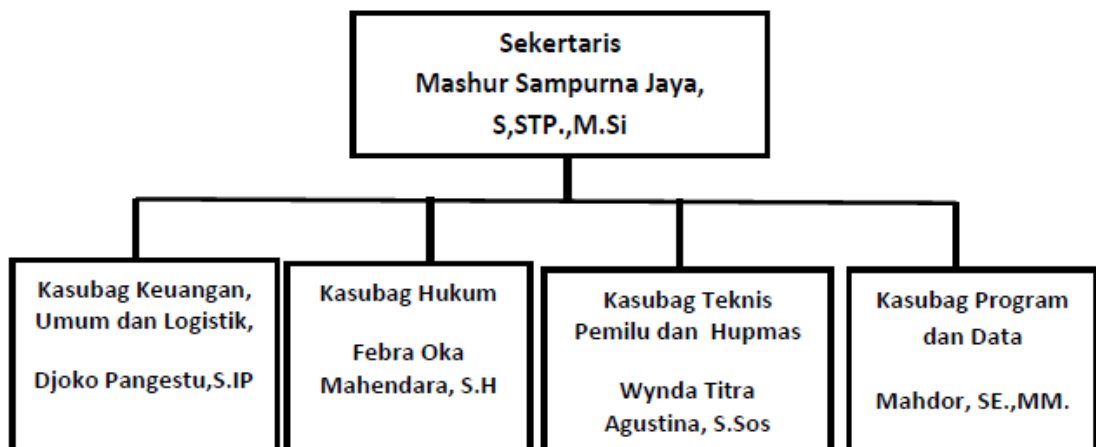 Sekertaris
Mashur Sampurna Jaya,
S,STP.,M.Si
Kasubag Keuangan,
Umum dan Logistik,
Djoko Pangestu,S.IP
Kasubag Hukum
Febra Oka
Mahendara, S.H
Kasubag Teknis
Pemilu dan Hupmas
Wynda Titra
Agustina, S.Sos
Kasubag Program
dan Data
Mahdor, SE.,MM.